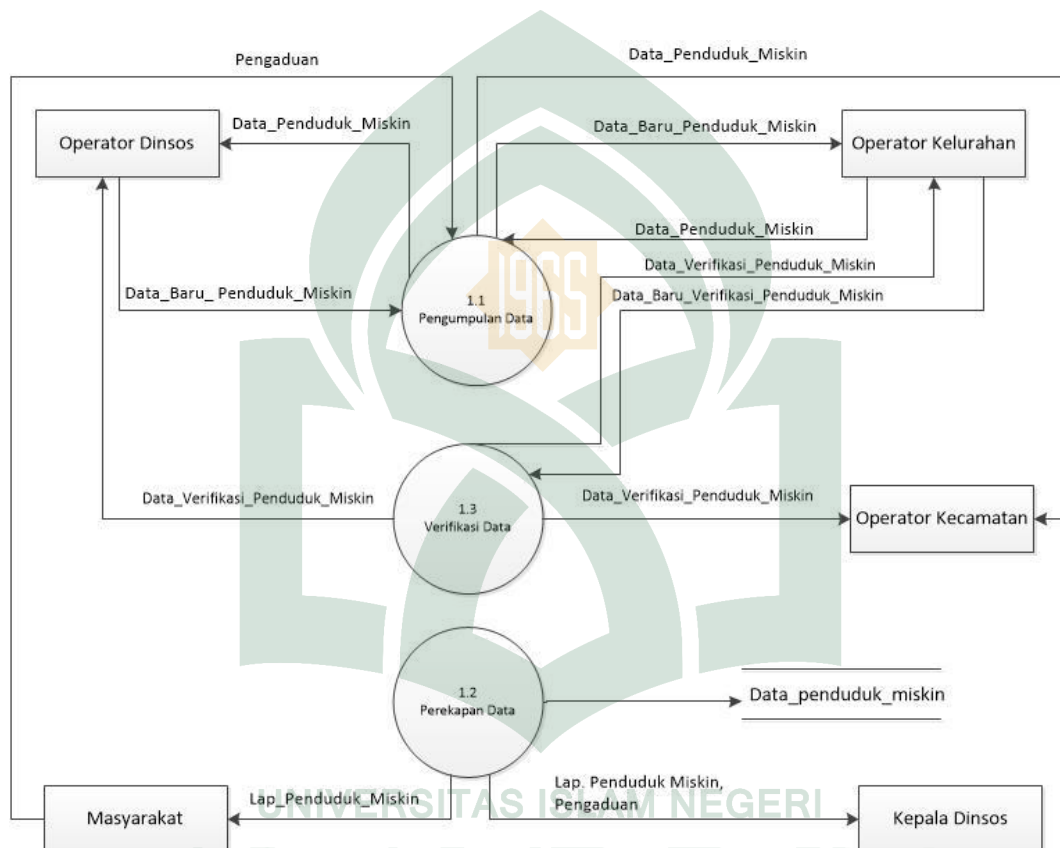 Pengaduan
Data_Penduduk_Miskin
Operator Dinsos
Data_Penduduk_Miskin
Data_Baru_Penduduk_Miskin
Operator Kelurahan
Data_Penduduk_Miskin
Data_Verifikasi_Penduduk_Miskin
Data_Baru_ Penduduk_Miskin
1.1
Pengumpulan Data
1965
Data_Baru_Verifikasi_Penduduk_Miskin
Data_Verifikasi_Penduduk_Miskin
1.3
Verifikasi Data
Data_Verifikasi_Penduduk_Miskin
Operator Kecamatan
1.2
Perekapan Data
Data_penduduk_miskin
Masyarakat
Lap_Penduduk_Miskin
Lap. Penduduk Miskin,
Pengaduan
Kepala Dinsos
UNIVERSITAS ISLAM NEGERI